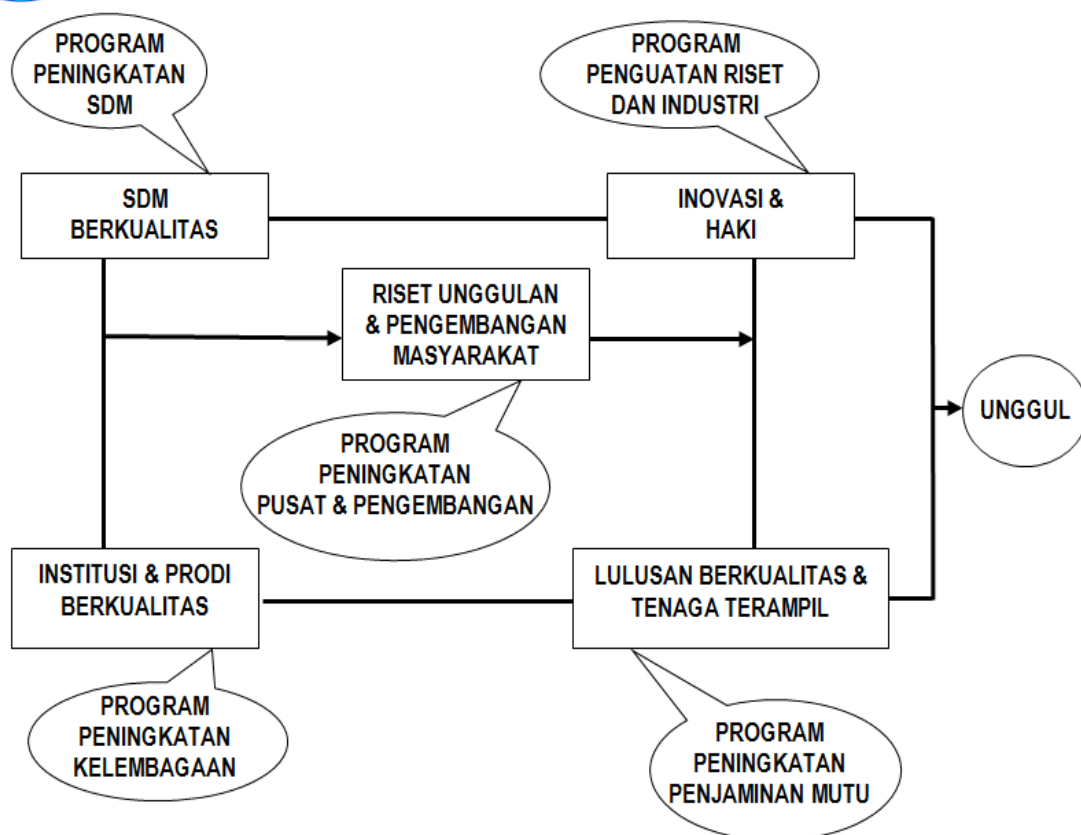 PROGRAM
PENINGKATAN
SDM
PROGRAM
PENGUATAN RISET
DAN INDUSTRI
SDM
BERKUALITAS
INOVASI &
HAKI
RISET UNGGULAN
& PENGEMBANGAN
MASYARAKAT
UNGGUL
PROGRAM
PENINGKATAN
PUSAT & PENGEMBANGAN
INSTITUSI & PRODI
BERKUALITAS
LULUSAN BERKUALITAS &
TENAGA TERAMPIL
PROGRAM
PENINGKATAN
KELEMBAGAAN
PROGRAM
PENINGKATAN
PENJAMINAN MUTU